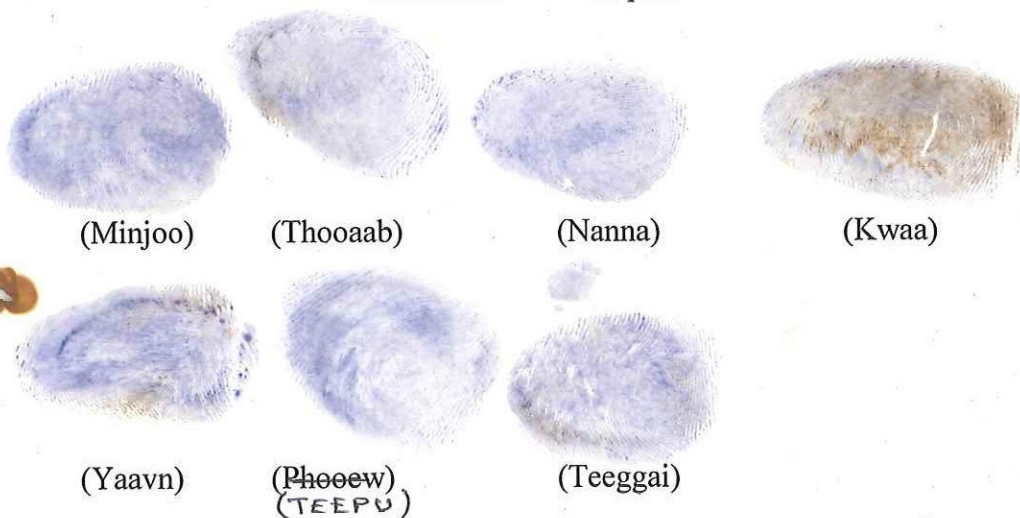 (Minjoo) (Thooaab) (Nanna) (Kwaa)
(Yaavn) (Phooew) (Teeggai)
(TEEPU)